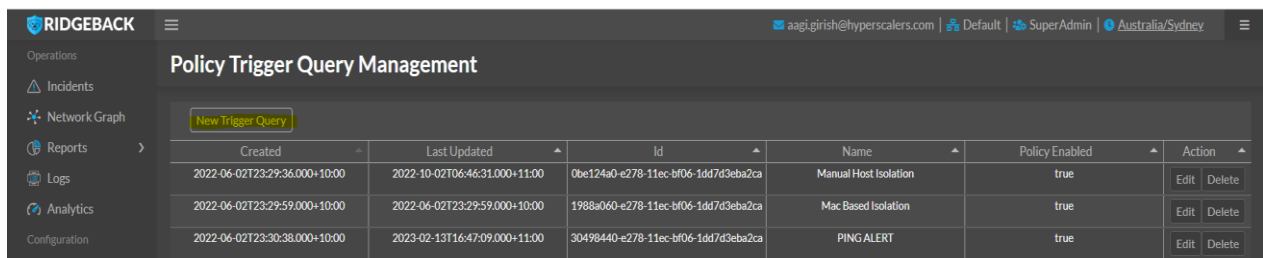 RIDGEBACK
aagi.girish@hyperscalers.com | Default | SuperAdmin | Australia/Sydney
Operations
Incidents
Network Graph
Reports
Logs
Analytics
Configuration
Policy Trigger Query Management
New Trigger Query
Created Last Updated Id Name Policy Enabled Action
2022-06-02T23:29:36.000+10:00 2022-10-02T06:46:31.000+11:00 0be124a0-e278-11ec-bf06-1dd7d3eba2ca Manual Host Isolation true Edit Delete
2022-06-02T23:29:59.000+10:00 2022-06-02T23:29:59.000+10:00 1988a060-e278-11ec-bf06-1dd7d3eba2ca Mac Based Isolation true Edit Delete
2022-06-02T23:30:38.000+10:00 2023-02-13T16:47:09.000+11:00 30498440-e278-11ec-bf06-1dd7d3eba2ca PING ALERT true Edit Delete